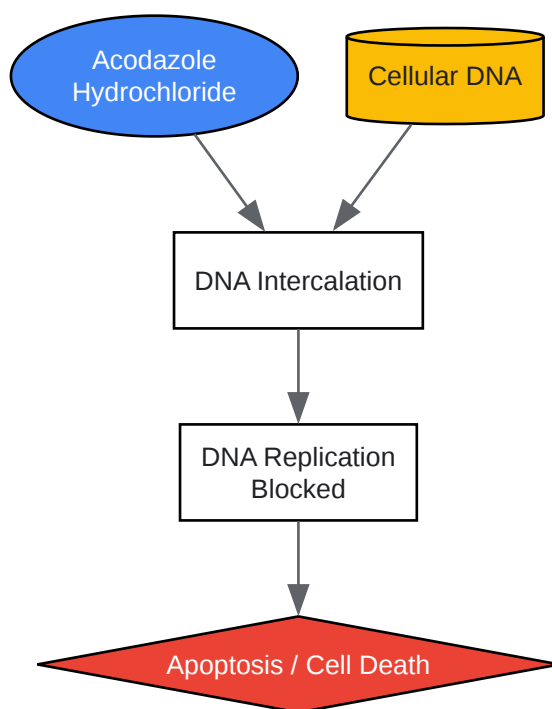 Acodazole
Hydrochloride
Cellular DNA
DNA Intercalation
DNA Replication
Blocked
Apoptosis / Cell Death